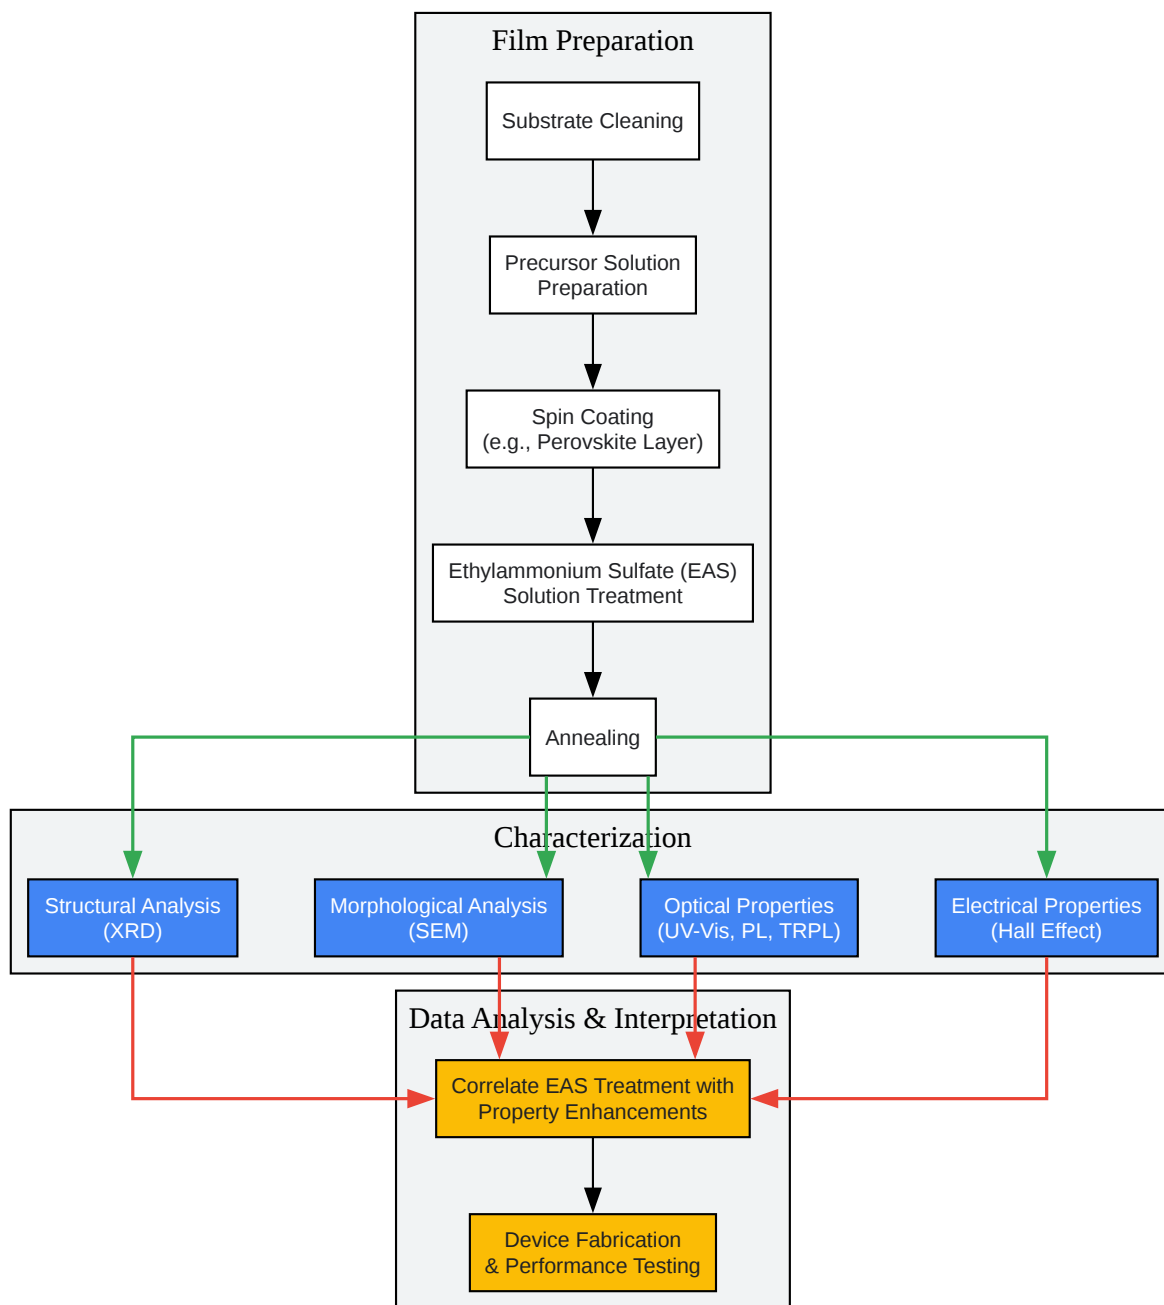 Film Preparation
Substrate Cleaning
Precursor Solution
Preparation
Spin Coating
(e.g., Perovskite Layer)
Ethylammonium Sulfate (EAS)
Solution Treatment
Annealing
Characterization
Structural Analysis
(XRD)
Morphological Analysis
(SEM)
Optical Properties
(UV-Vis, PL, TRPL)
Electrical Properties
(Hall Effect)
Data Analysis & Interpretation
Correlate EAS Treatment with
Property Enhancements
Device Fabrication
& Performance Testing